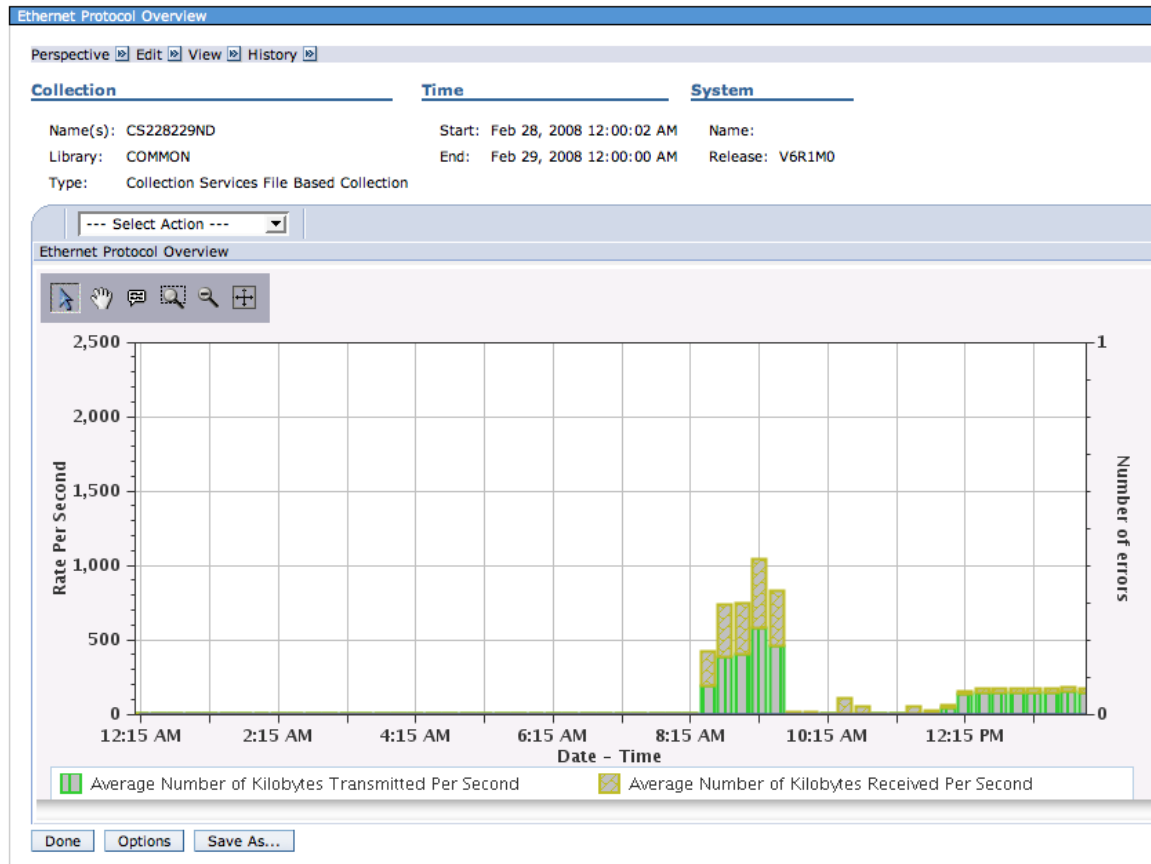 Ethernet Protocol Overview
Perspective Edit View History
Collection Time System
Name(s): CS228229ND Start: Feb 28, 2008 12:00:02 AM Name:
Library: COMMON End: Feb 29, 2008 12:00:00 AM Release: V6R1M0
Type: Collection Services File Based Collection
--- Select Action ---
Ethernet Protocol Overview
2,500 1
2,000
1,500
1,000
500
0 0
Rate Per Second
Number of errors
12:15 AM 2:15 AM 4:15 AM 6:15 AM 8:15 AM 10:15 AM 12:15 PM
Date - Time
Average Number of Kilobytes Transmitted Per Second Average Number of Kilobytes Received Per Second
Done Options Save As...